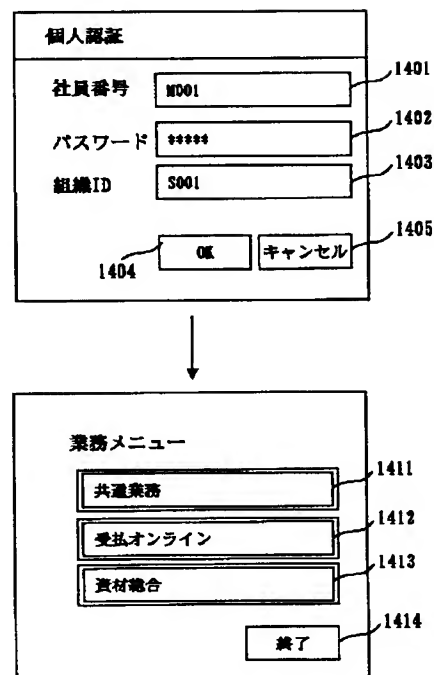 個人認証
社員番号 M001 1401
パスワード ***** 1402
組織ID S001 1403
1404 OK キャンセル 1405
業務メニュー
共通業務 1411
受払オンライン 1412
資材総合 1413
終了 1414